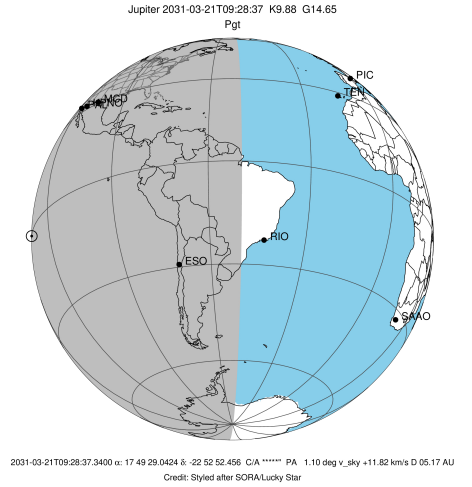 Jupiter 2031-03-21T09:28:37 K9.88 G14.65
Pgt
PIC
TEN
MCD
RIO
ESO
SAAO
2031-03-21T09:28:37.3400 α: 17 49 29.0424 δ: -22 52 52.456 C/A *****" PA 1.10 deg v_sky +11.82 km/s D 05.17 AU
Credit: Styled after SORA/Lucky Star